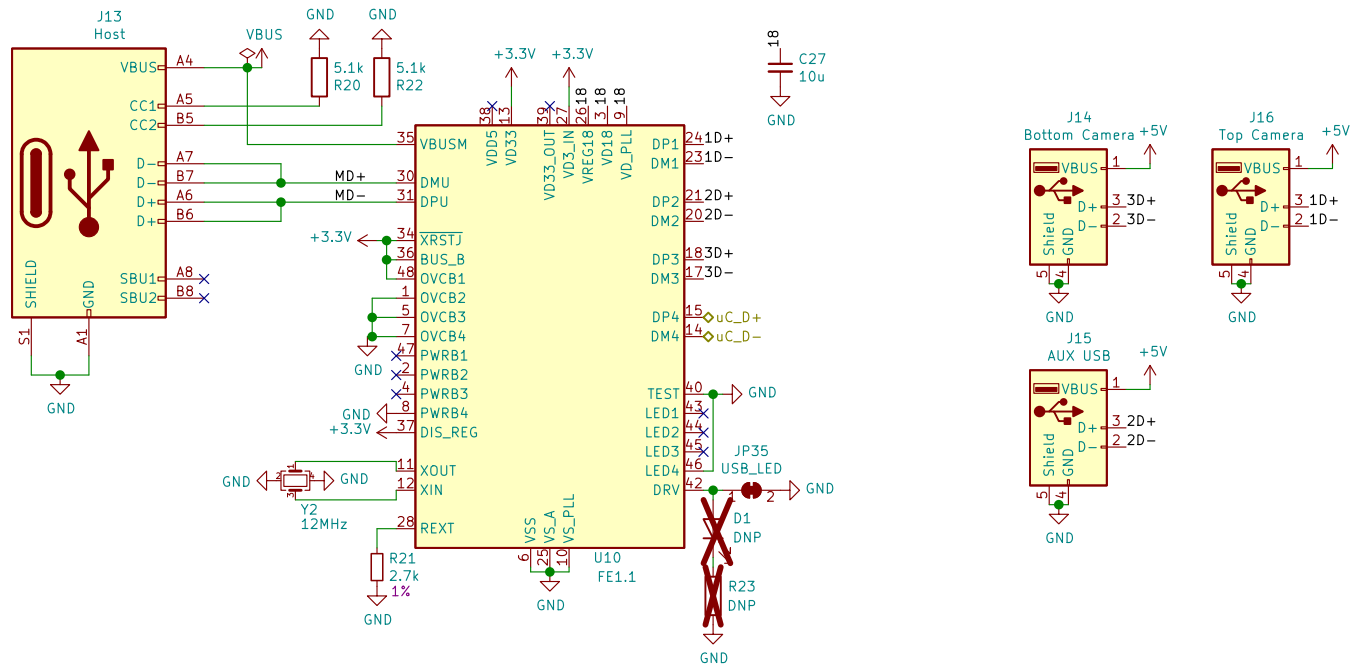 J13
Host
VBUS
A4
CC1
A5
CC2
B5
D-
A7
D-
B7
D+
A6
D+
B6
SBU1
A8
SBU2
B8
SHIELD
GND
S1
A1
GND
VBUS
GND
GND
5.1k
R20
5.1k
R22
MD+
MD-
+3.3V
+3.3V
38
13
39
27
26
3
9
18
18
18
VDD5
VD33
VD33_OUT
VD3_IN
VREG18
VD18
VD_PLL
35
VBUSM
30
DMU
31
DPU
+3.3V
34
XRSTJ
36
BUS_B
48
OVCB1
1
OVCB2
5
OVCB3
7
OVCB4
GND
47
PWRB1
2
PWRB2
4
PWRB3
GND
8
PWRB4
+3.3V
37
DIS_REG
11
XOUT
12
XIN
28
REXT
GND
1
2
4
3
GND
Y2
12MHz
R21
2.7k
1%
GND
VSS
VS_A
VS_PLL
6
25
10
GND
U10
FE1.1
DP1
24
1D+
DM1
23
1D-
DP2
21
2D+
DM2
20
2D-
DP3
18
3D+
DM3
17
3D-
DP4
15
uC_D+
DM4
14
uC_D-
TEST
40
GND
LED1
43
LED2
44
LED3
45
LED4
46
DRV
42
JP35
USB_LED
1
2
GND
D1
DNP
R23
DNP
GND
18
C27
10u
GND
J14
Bottom Camera
+5V
VBUS
1
D+
3
3D+
D-
2
3D-
Shield
GND
5
4
GND
J16
Top Camera
+5V
VBUS
1
D+
3
1D+
D-
2
1D-
Shield
GND
5
4
GND
J15
AUX USB
+5V
VBUS
1
D+
3
2D+
D-
2
2D-
Shield
GND
5
4
GND